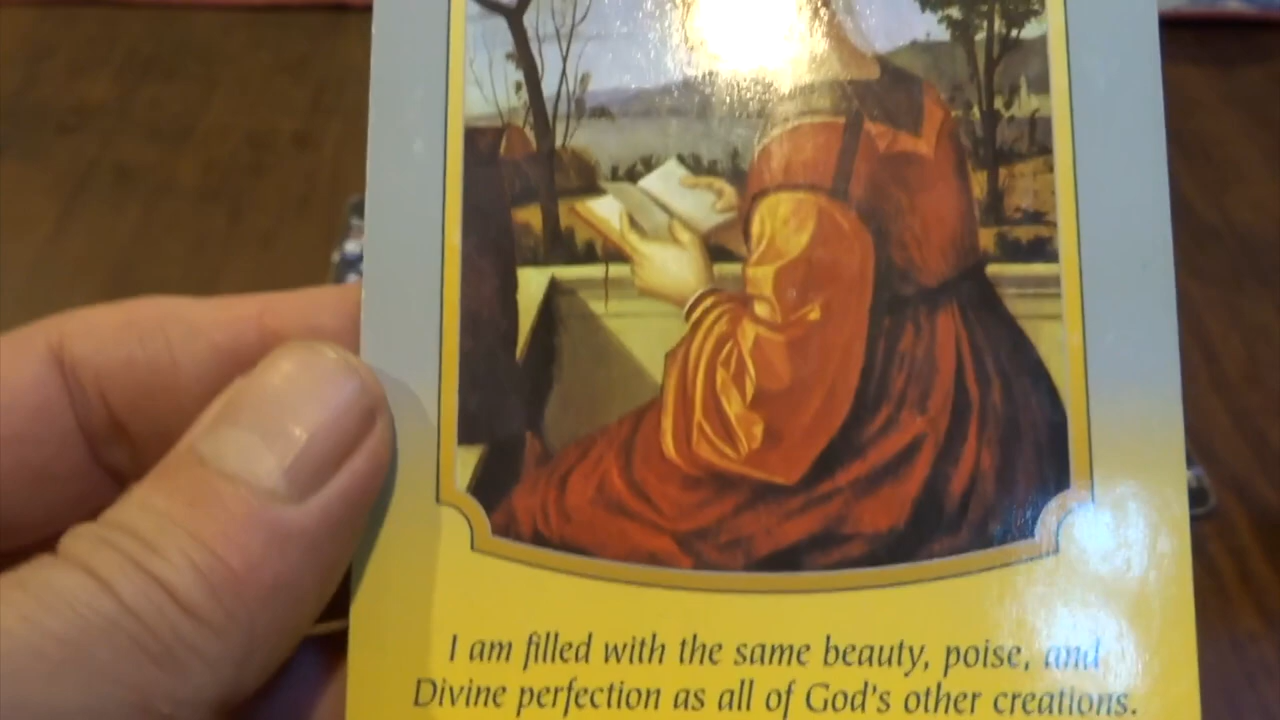 I am filled with the same beauty, poise, and
Divine perfection as all of God's other creations.